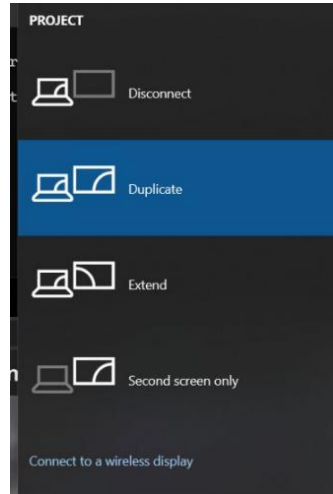 PROJECT
Disconnect
Duplicate
Extend
Second screen only
Connect to a wireless display